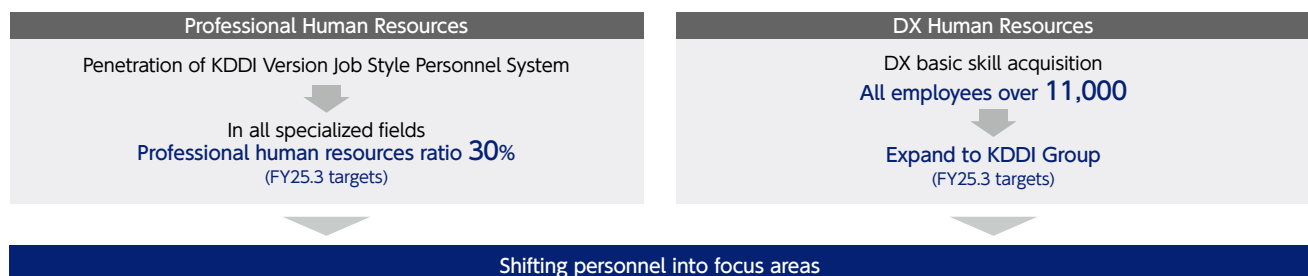 Professional Human Resources
Penetration of KDDI Version Job Style Personnel System
In all specialized fields
Professional human resources ratio 30%
(FY25.3 targets)
DX Human Resources
DX basic skill acquisition
All employees over 11,000
Expand to KDDI Group
(FY25.3 targets)
Shifting personnel into focus areas